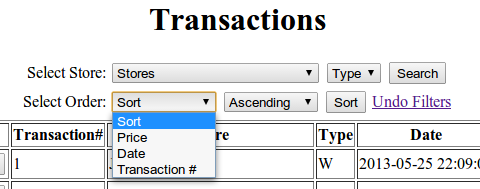 Transactions
Select Store: Stores Type Search
Select Order: Sort Ascending Sort Undo Filters
Sort
Price
Date
Transaction #
Transaction# re Type Date
1 W 2013-05-25 22:09:0